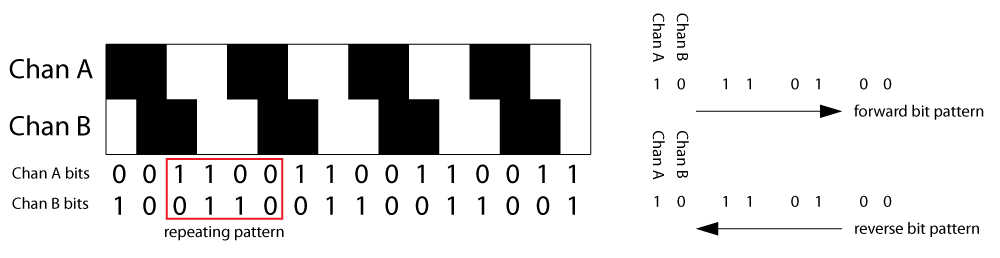 Chan A
Chan B
Chan A bits 0 0 1 1 0 0 1 1 0 0 1 1 0 0 1 1
Chan B bits 1 0 0 1 1 0 0 1 1 0 0 1 1 0 0 1
repeating pattern
Chan A
Chan B
1 0 1 1 0 1 0 0
forward bit pattern
Chan A
Chan B
1 0 1 1 0 1 0 0
reverse bit pattern